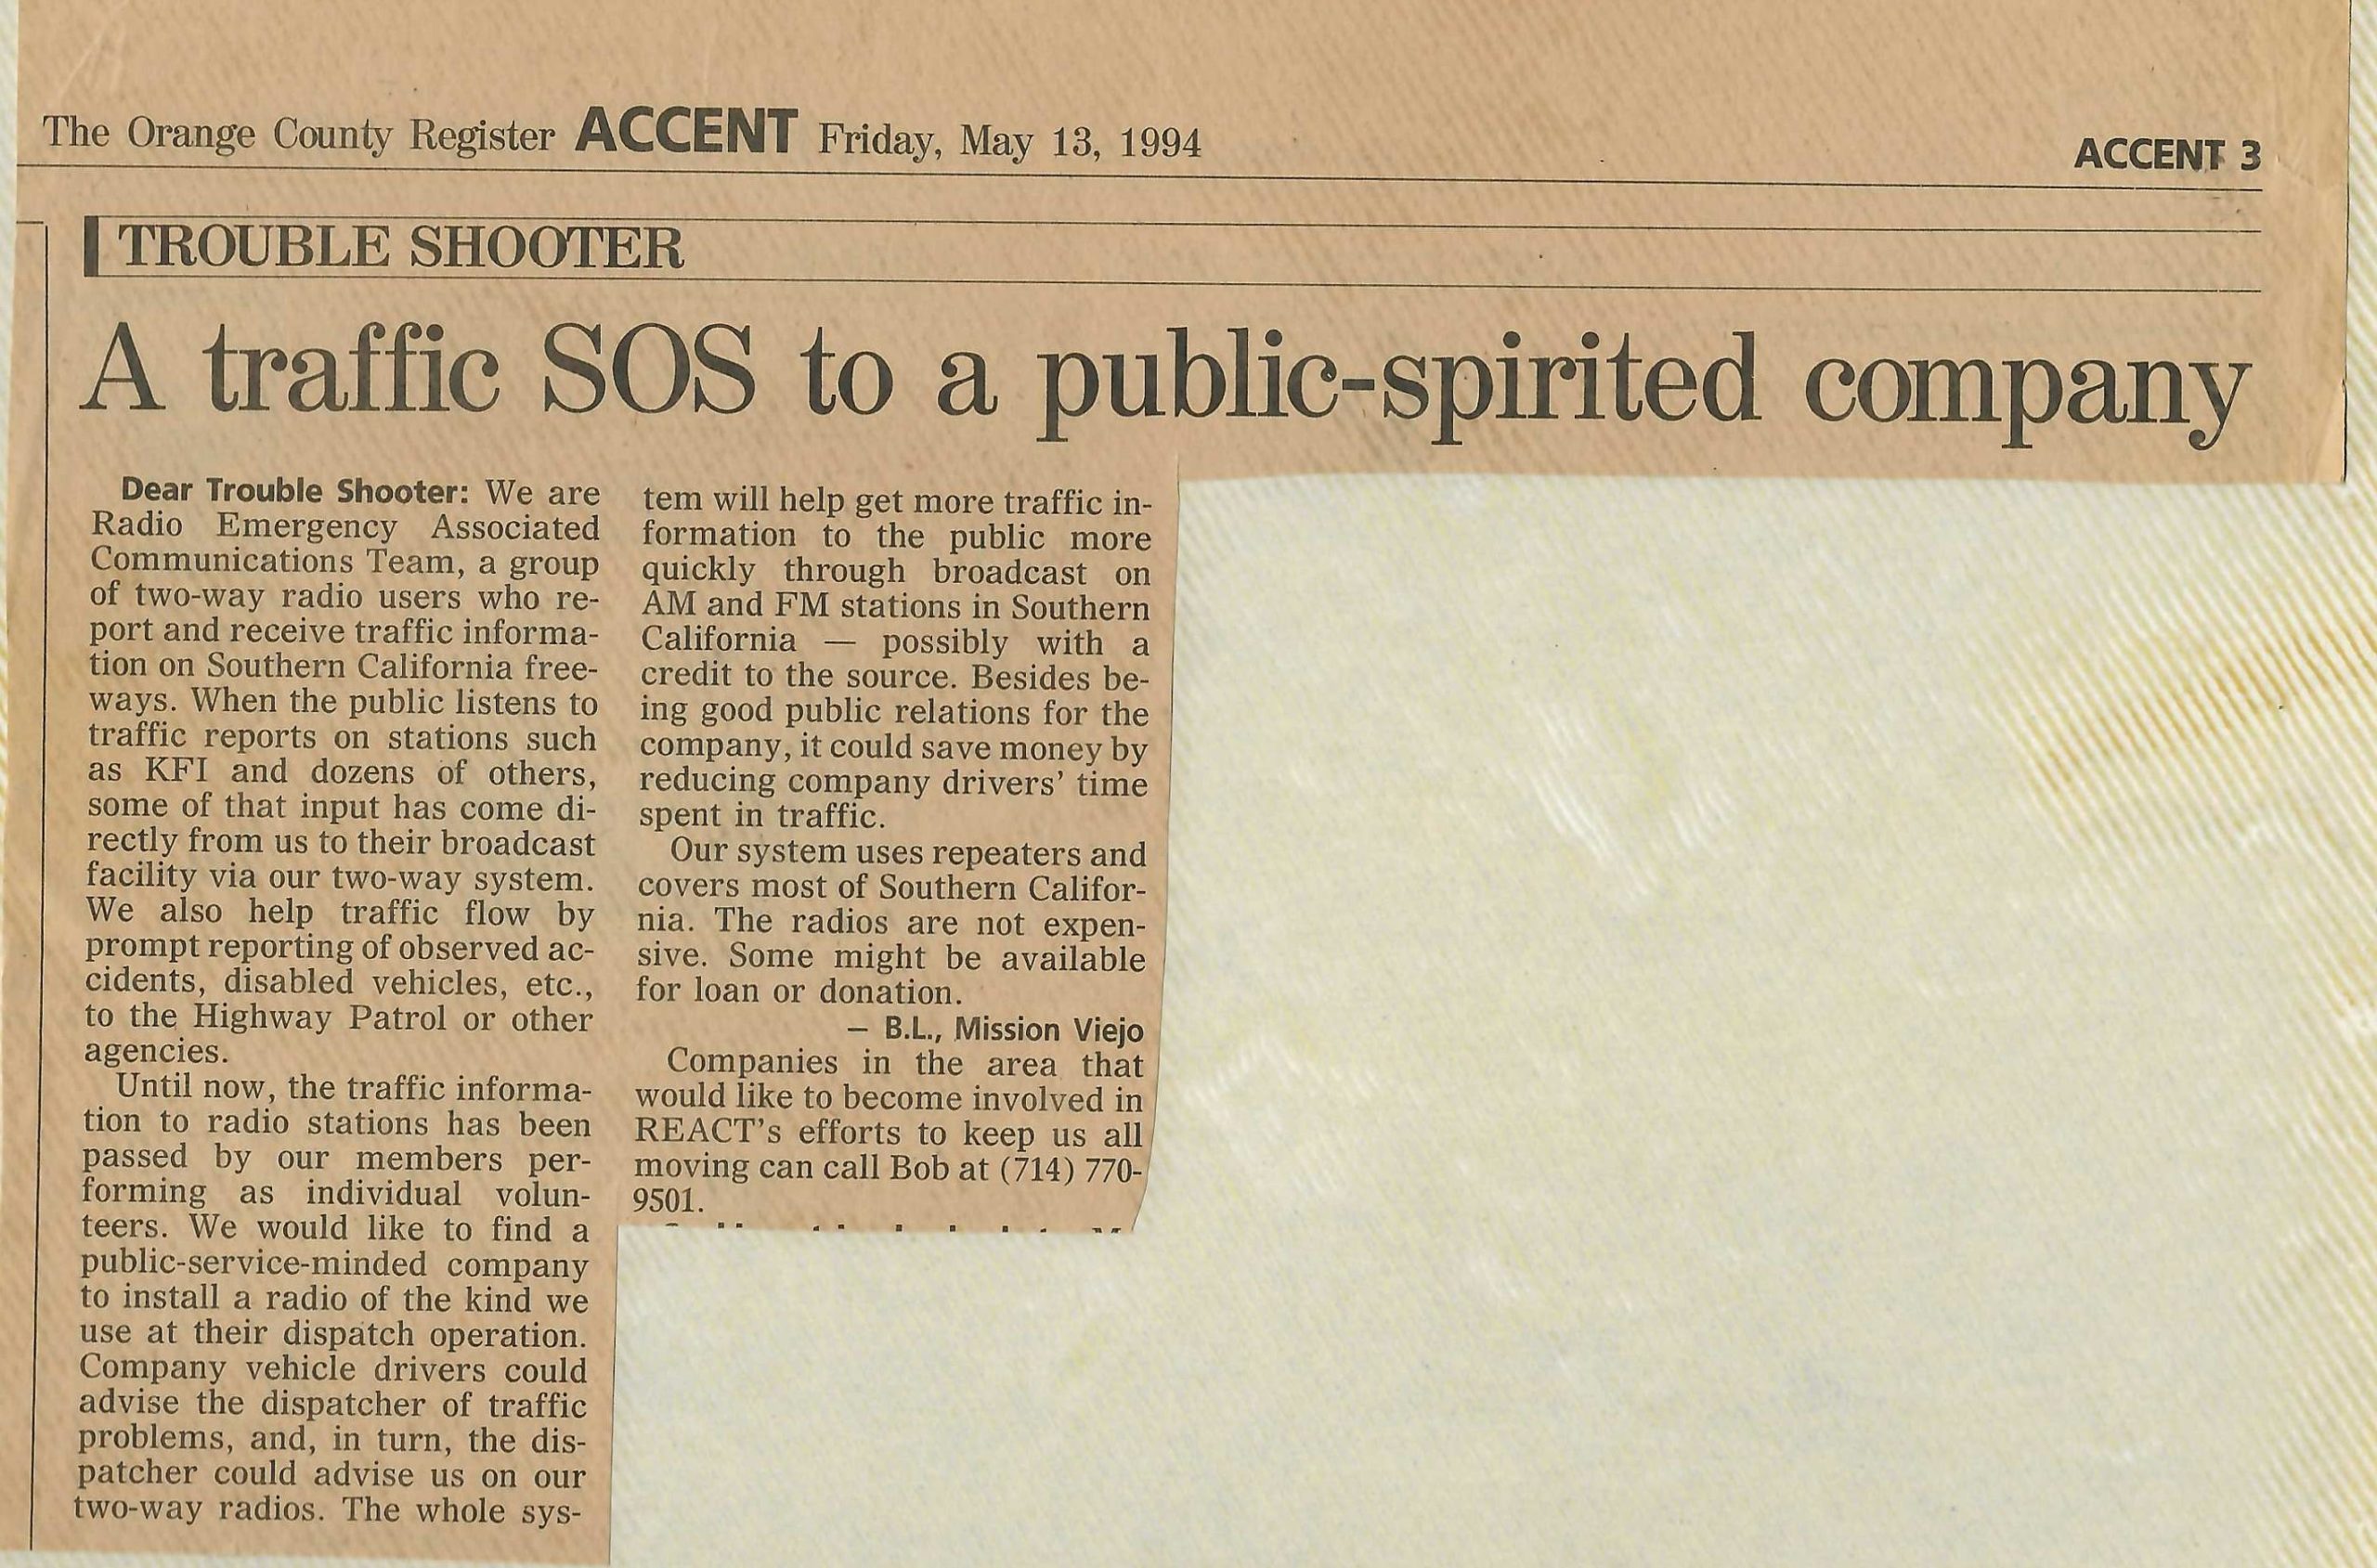 The Orange County Register ACCENT Friday, May 13, 1994
ACCENT 3
TROUBLE SHOOTER
A traffic SOS to a public-spirited company
Dear Trouble Shooter: We are
Radio Emergency Associated
Communications Team, a group
of two-way radio users who re-
port and receive traffic informa-
tion on Southern California free-
ways. When the public listens to
traffic reports on stations such
as KFI and dozens of others,
some of that input has come di-
rectly from us to their broadcast
facility via our two-way system.
We also help traffic flow by
prompt reporting of observed ac-
cidents, disabled vehicles, etc.,
to the Highway Patrol or other
agencies.
Until now, the traffic informa-
tion to radio stations has been
passed by our members per-
forming as individual volun-
teers. We would like to find a
public-service-minded company
to install a radio of the kind we
use at their dispatch operation.
Company vehicle drivers could
advise the dispatcher of traffic
problems, and, in turn, the dis-
patcher could advise us on our
two-way radios. The whole sys-
tem will help get more traffic in-
formation to the public more
quickly through broadcast on
AM and FM stations in Southern
California — possibly with a
credit to the source. Besides be-
ing good public relations for the
company, it could save money by
reducing company drivers' time
spent in traffic.
Our system uses repeaters and
covers most of Southern Califor-
nia. The radios are not expen-
sive. Some might be available
for loan or donation.
– B.L., Mission Viejo
Companies in the area that
would like to become involved in
REACT's efforts to keep us all
moving can call Bob at (714) 770-
9501.